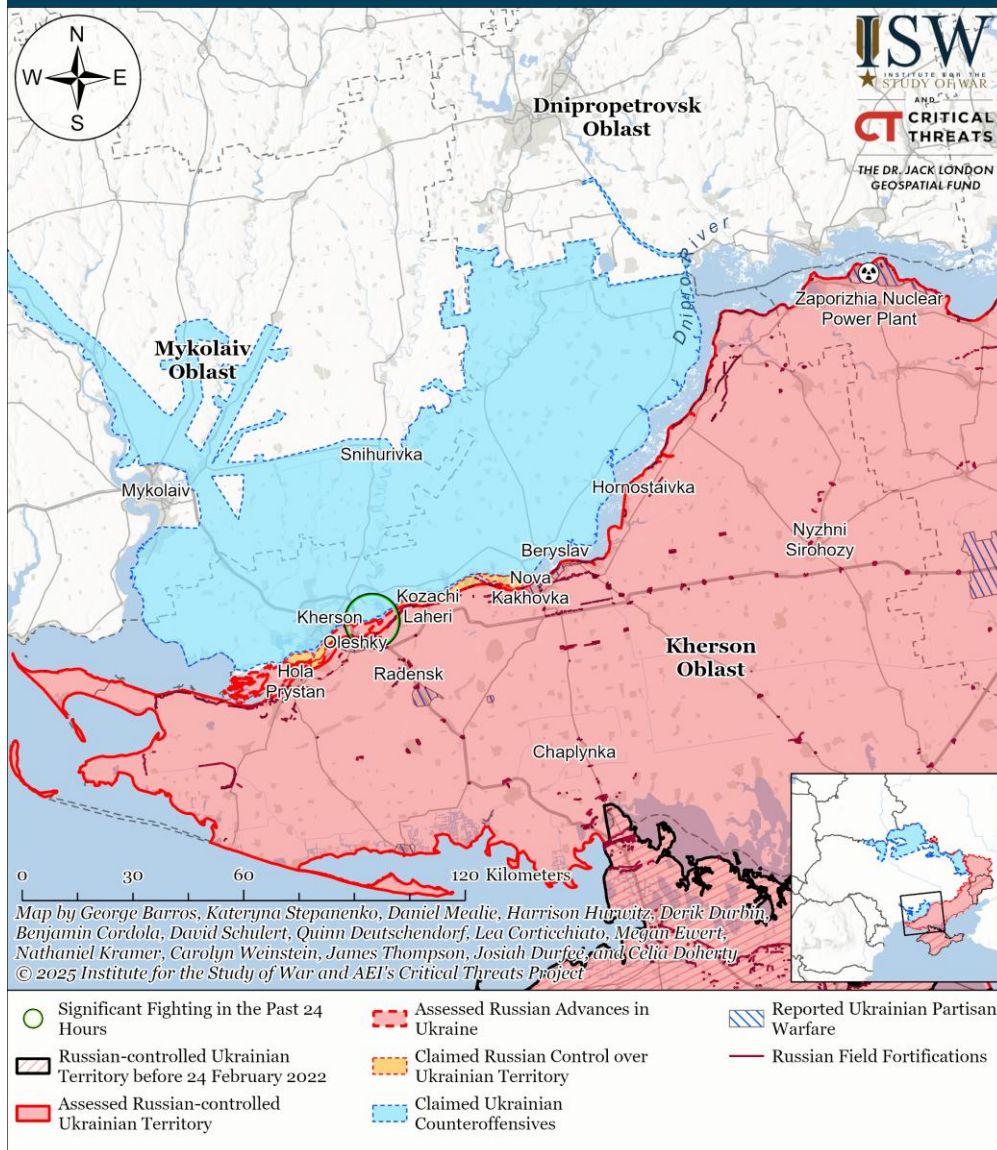 N
W
E
S
ISW
INSTITUTE FOR THE
STUDY OF WAR
AND
CT CRITICAL
THREATS
THE DR. JACK LONDON
GEOSPATIAL FUND
Dnipropetrovsk
Oblast
Dnipro River
Zaporizhia Nuclear
Power Plant
Mykolaiv
Oblast
Snihurivka
Mykolaiv
Hornostaivka
Nyzhni
Sirohozy
Beryslav
Nova
Kakhovka
Kozachi
Laheri
Kherson
Oleshky
Hola
Prystan
Radensk
Kherson
Oblast
Chaplynka
0 30 60 120 Kilometers
Map by George Barros, Kateryna Stepanenko, Daniel Mealie, Harrison Hurwitz, Derik Durbin,
Benjamin Cordola, David Schulert, Quinn Deutschendorf, Lea Corticchiato, Megan Ewert,
Nathaniel Kramer, Carolyn Weinstein, James Thompson, Josiah Durfee, and Celia Doherty
© 2025 Institute for the Study of War and AEI's Critical Threats Project
Significant Fighting in the Past 24
Hours
Russian-controlled Ukrainian
Territory before 24 February 2022
Assessed Russian-controlled
Ukrainian Territory
Assessed Russian Advances in
Ukraine
Claimed Russian Control over
Ukrainian Territory
Claimed Ukrainian
Counteroffensives
Reported Ukrainian Partisan
Warfare
Russian Field Fortifications